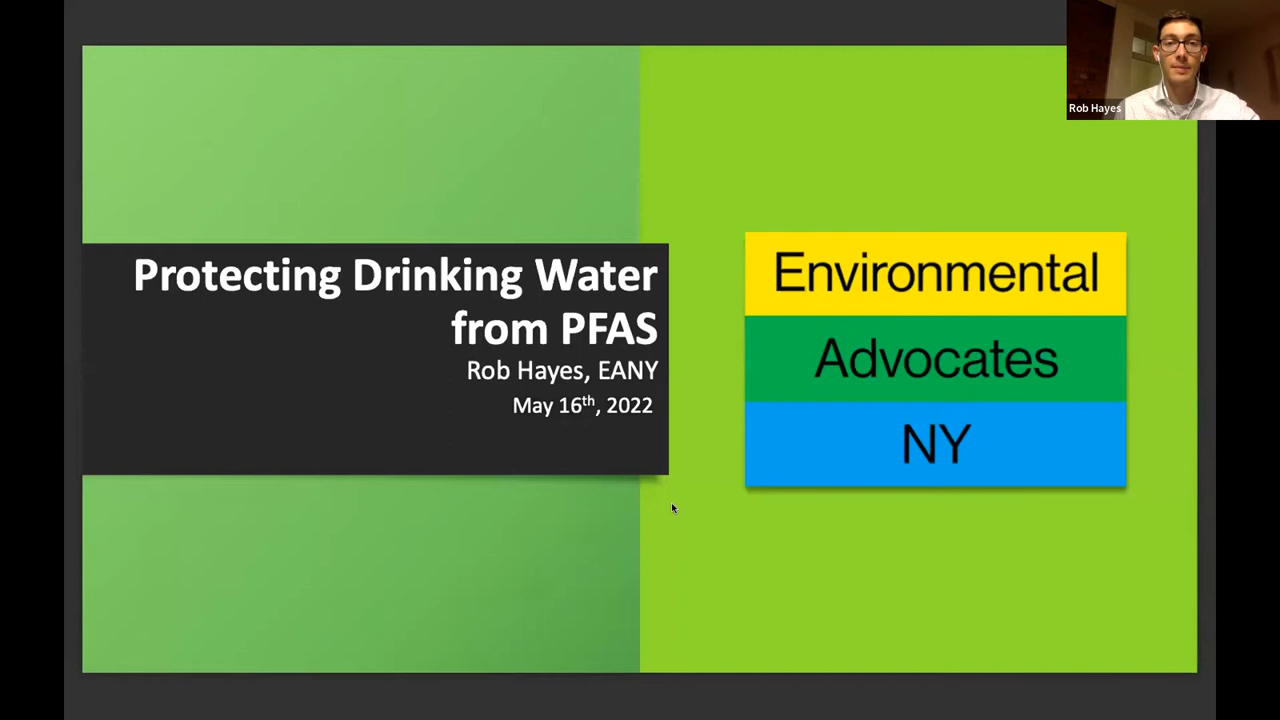 Protecting Drinking Water
from PFAS
Rob Hayes, EANY
May 16th, 2022
Environmental
Advocates
NY
Rob Hayes